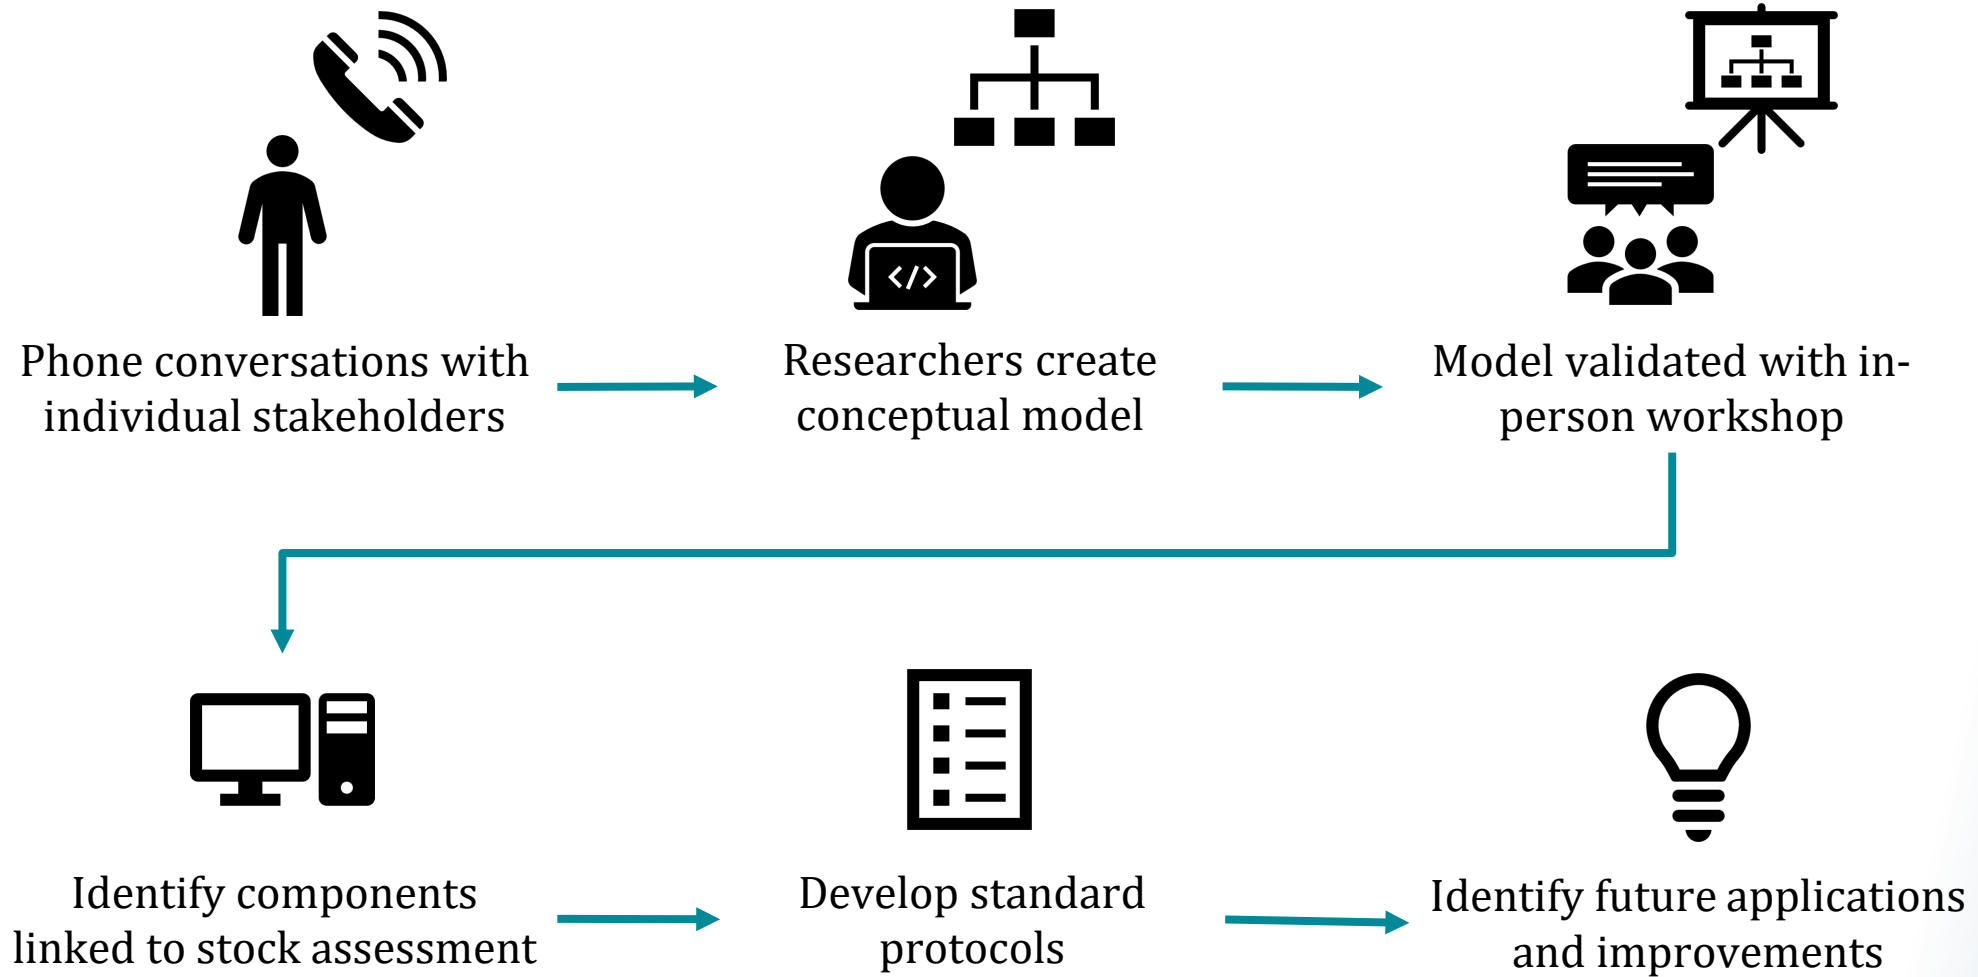 Phone conversations with
individual stakeholders
Researchers create
conceptual model
Model validated with in-
person workshop
</>
Identify components
linked to stock assessment
Develop standard
protocols
Identify future applications
and improvements